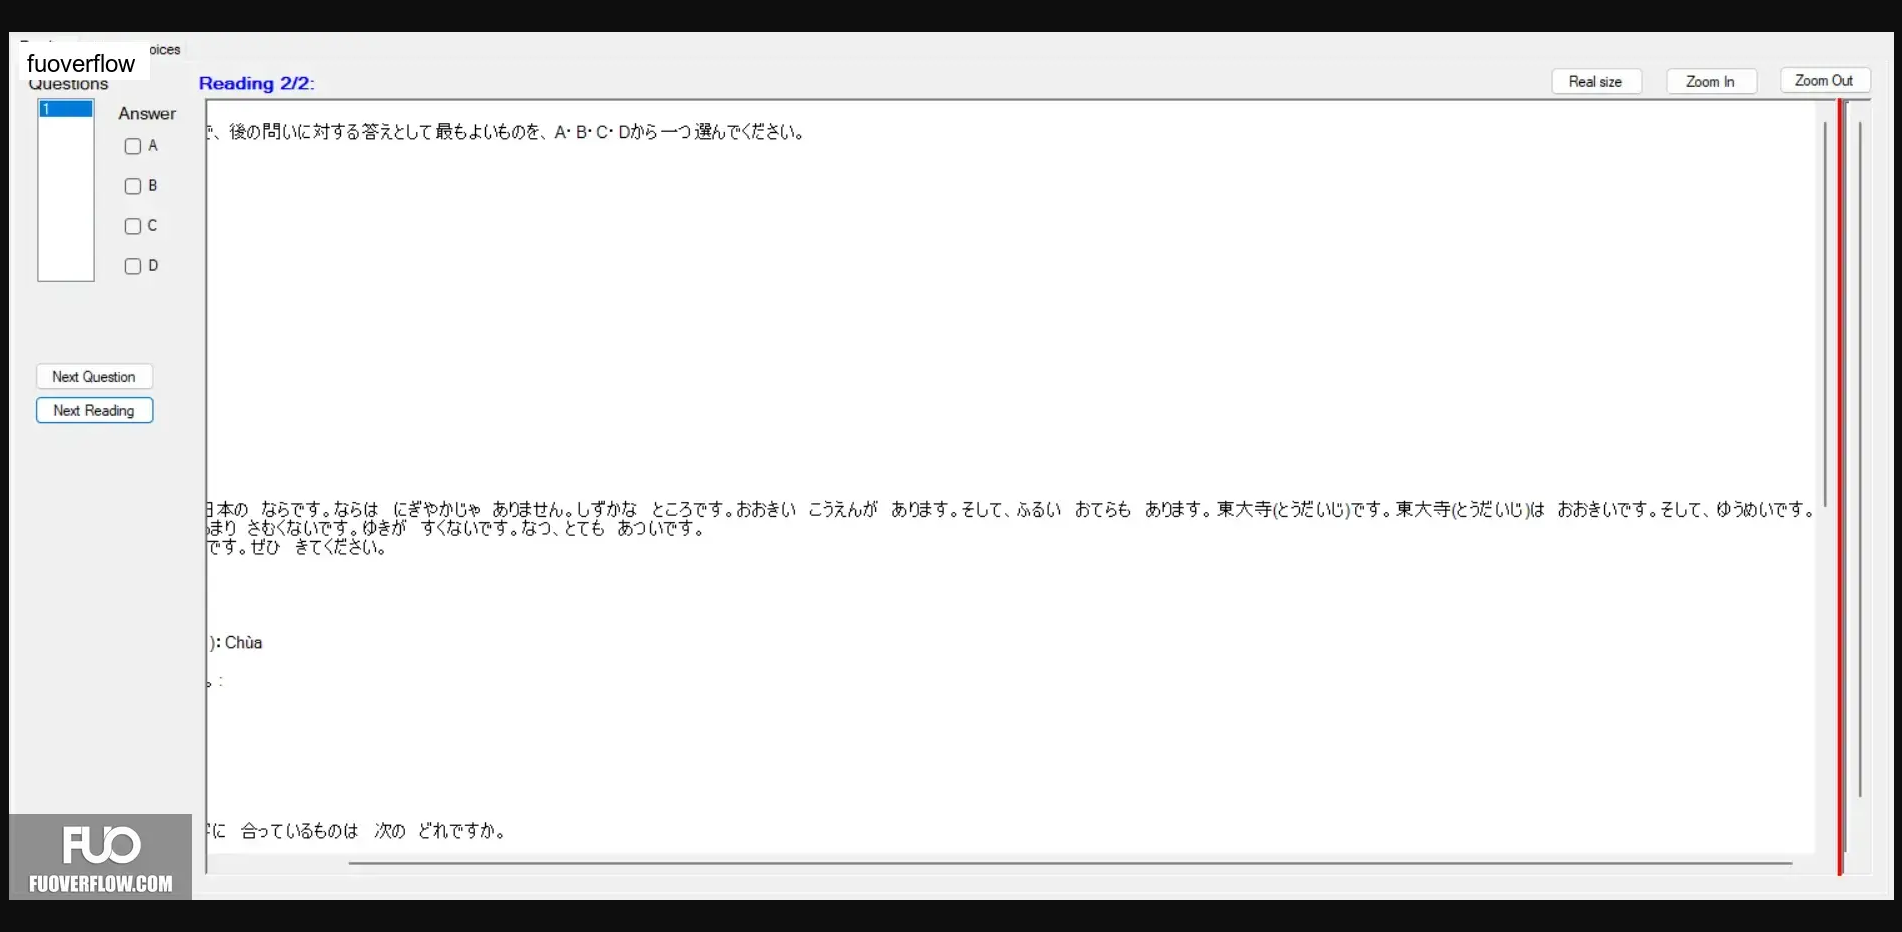 oices
fuoverflow
Questions
Reading 2/2:
Real size
Zoom In
Zoom Out
1
Answer
A
B
C
D
Next Question
Next Reading
、後の問いに対する答えとして最もよいものを、A・B・C・Dから一つ選んでください。
日本の ならです。ならは にぎやかじゃ ありません。しずかな ところです。おおきい こうえんが あります。そして、ふるい おてらも あります。東大寺(とうだいじ)です。東大寺(とうだいじ)は おおきいです。そして、ゆうめいです。
まり さむくないです。ゆきが すくないです。なつ、とても あついです。
です。ぜひ きてください。
): Chùa
。:
に 合っているものは 次の どれですか。
FUO
FUOVERFLOW.COM